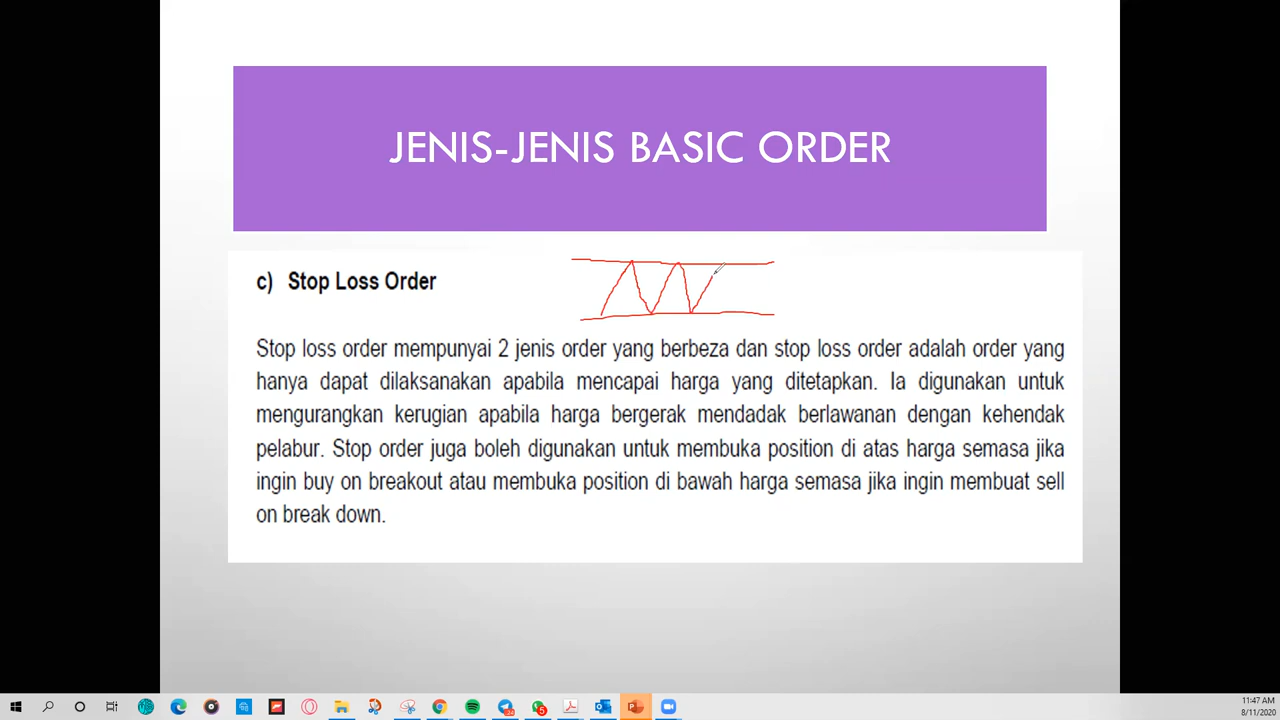 JENIS-JENIS BASIC ORDER
c) Stop Loss Order
Stop loss order mempunyai 2 jenis order yang berbeza dan stop loss order adalah order yang
hanya dapat dilaksanakan apabila mencapai harga yang ditetapkan. Ia digunakan untuk
mengurangkan kerugian apabila harga bergerak mendadak berlawanan dengan kehendak
pelabur. Stop order juga boleh digunakan untuk membuka position di atas harga semasa jika
ingin buy on breakout atau membuka position di bawah harga semasa jika ingin membuat sell
on break down.
11:47 AM
8/11/2020